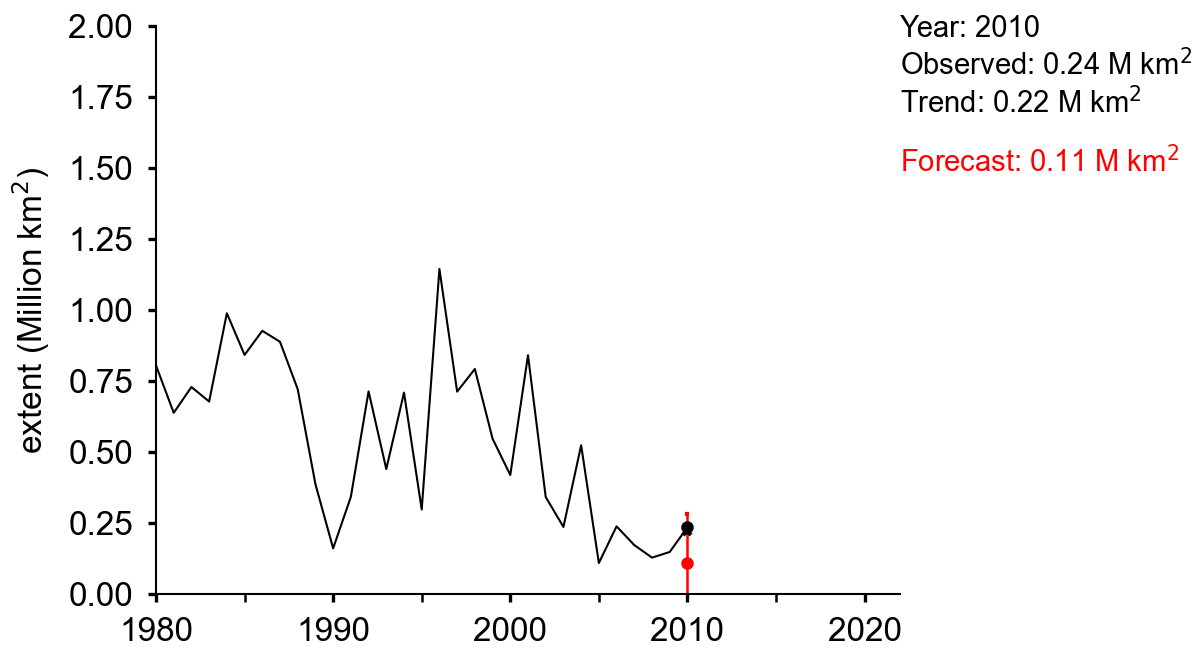 2.00
1.75
1.50
1.25
1.00
0.75
0.50
0.25
0.00
extent (Million km²)
1980 1990 2000 2010 2020
Year: 2010
Observed: 0.24 M km²
Trend: 0.22 M km²
Forecast: 0.11 M km²